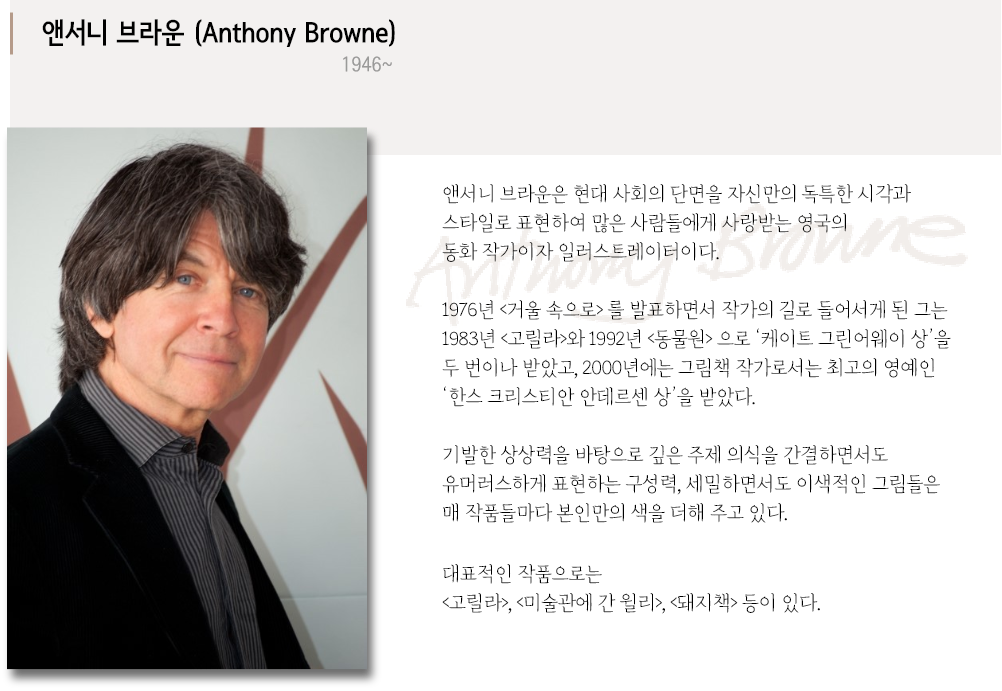 앤서니 브라운 (Anthony Browne)
1946~
Anthony Browne
앤서니 브라운은 현대 사회의 단면을 자신만의 독특한 시각과
스타일로 표현하여 많은 사람들에게 사랑받는 영국의
동화 작가이자 일러스트레이터이다.
1976년 <거울 속으로> 를 발표하면서 작가의 길로 들어서게 된 그는
1983년 <고릴라>와 1992년 <동물원> 으로 ‘케이트 그린어웨이 상’을
두 번이나 받았고, 2000년에는 그림책 작가로서는 최고의 영예인
‘한스 크리스티안 안데르센 상’을 받았다.
기발한 상상력을 바탕으로 깊은 주제 의식을 간결하면서도
유머러스하게 표현하는 구성력, 세밀하면서도 이색적인 그림들은
매 작품들마다 본인만의 색을 더해 주고 있다.
대표적인 작품으로는
<고릴라>, <미술관에 간 윌리>, <돼지책> 등이 있다.